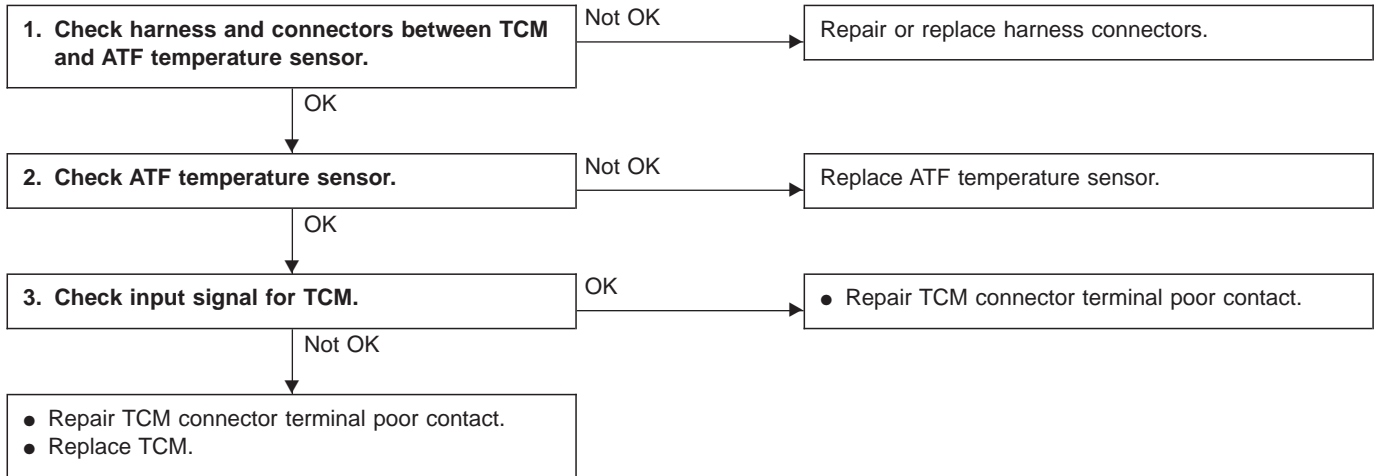 1. Check harness and connectors between TCM
and ATF temperature sensor.
Not OK
Repair or replace harness connectors.
OK
2. Check ATF temperature sensor.
Not OK
Replace ATF temperature sensor.
OK
3. Check input signal for TCM.
OK
● Repair TCM connector terminal poor contact.
Not OK
● Repair TCM connector terminal poor contact.
● Replace TCM.